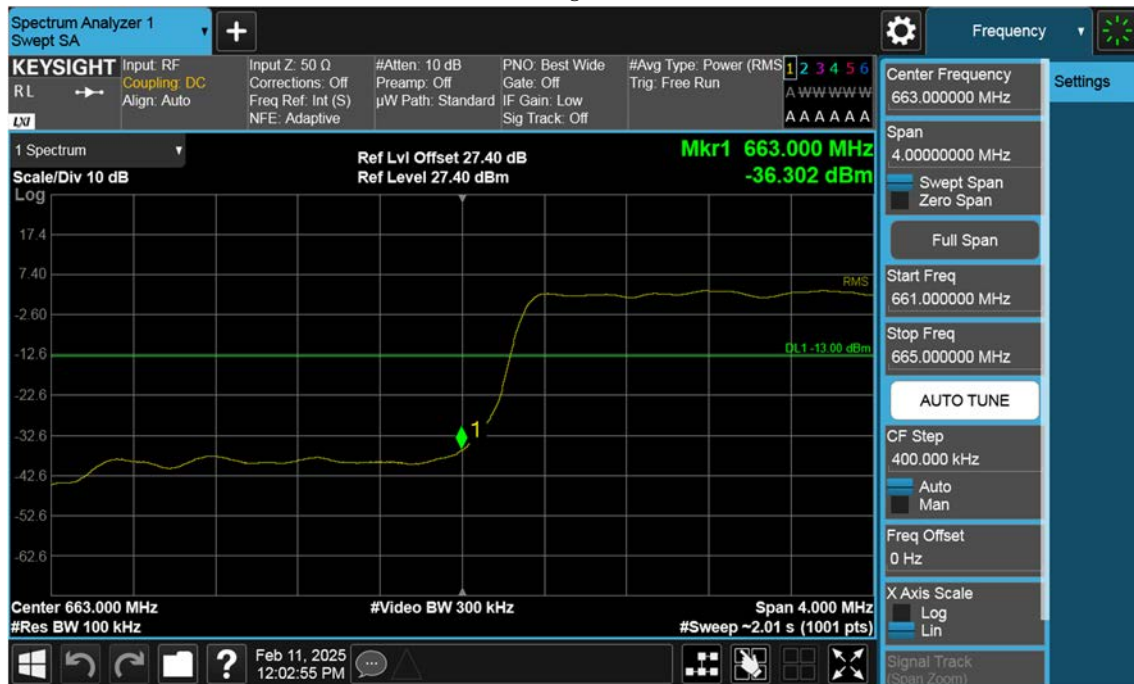 Spectrum Analyzer 1
Swept SA
Frequency
KEYSIGHT
R L
LXI
Input: RF
Coupling: DC
Align: Auto
Input Z: 50 Ω
Corrections: Off
Freq Ref: Int (S)
NFE: Adaptive
#Atten: 10 dB
Preamp: Off
µW Path: Standard
PNO: Best Wide
Gate: Off
IF Gain: Low
Sig Track: Off
#Avg Type: Power (RMS
Trig: Free Run
1 2 3 4 5 6
A W W W W W
A A A A A A
1 Spectrum
Scale/Div 10 dB
Log
Ref Lvl Offset 27.40 dB
Ref Level 27.40 dBm
Mkr1 663.000 MHz
-36.302 dBm
17.4
7.40
RMS
-2.60
-12.6
DL1 -13.00 dBm
-22.6
-32.6
1
-42.6
-52.6
-62.6
Center 663.000 MHz
#Video BW 300 kHz
Span 4.000 MHz
#Res BW 100 kHz
#Sweep ~2.01 s (1001 pts)
?
Feb 11, 2025
12:02:55 PM
Center Frequency
663.000000 MHz
Span
4.00000000 MHz
Swept Span
Zero Span
Full Span
Start Freq
661.000000 MHz
Stop Freq
665.000000 MHz
AUTO TUNE
CF Step
400.000 kHz
Auto
Man
Freq Offset
0 Hz
X Axis Scale
Log
Lin
Signal Track
(Span Zoom)
Settings